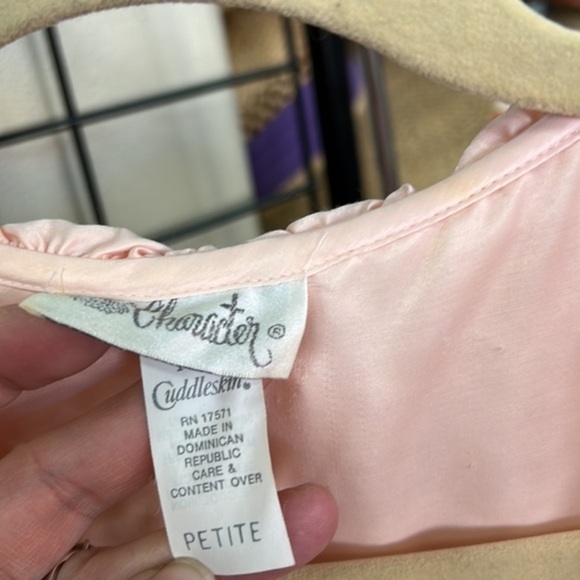 Character ®
Cuddleskin®
RN 17571
MADE IN
DOMINICAN
REPUBLIC
CARE &
CONTENT OVER
PETITE